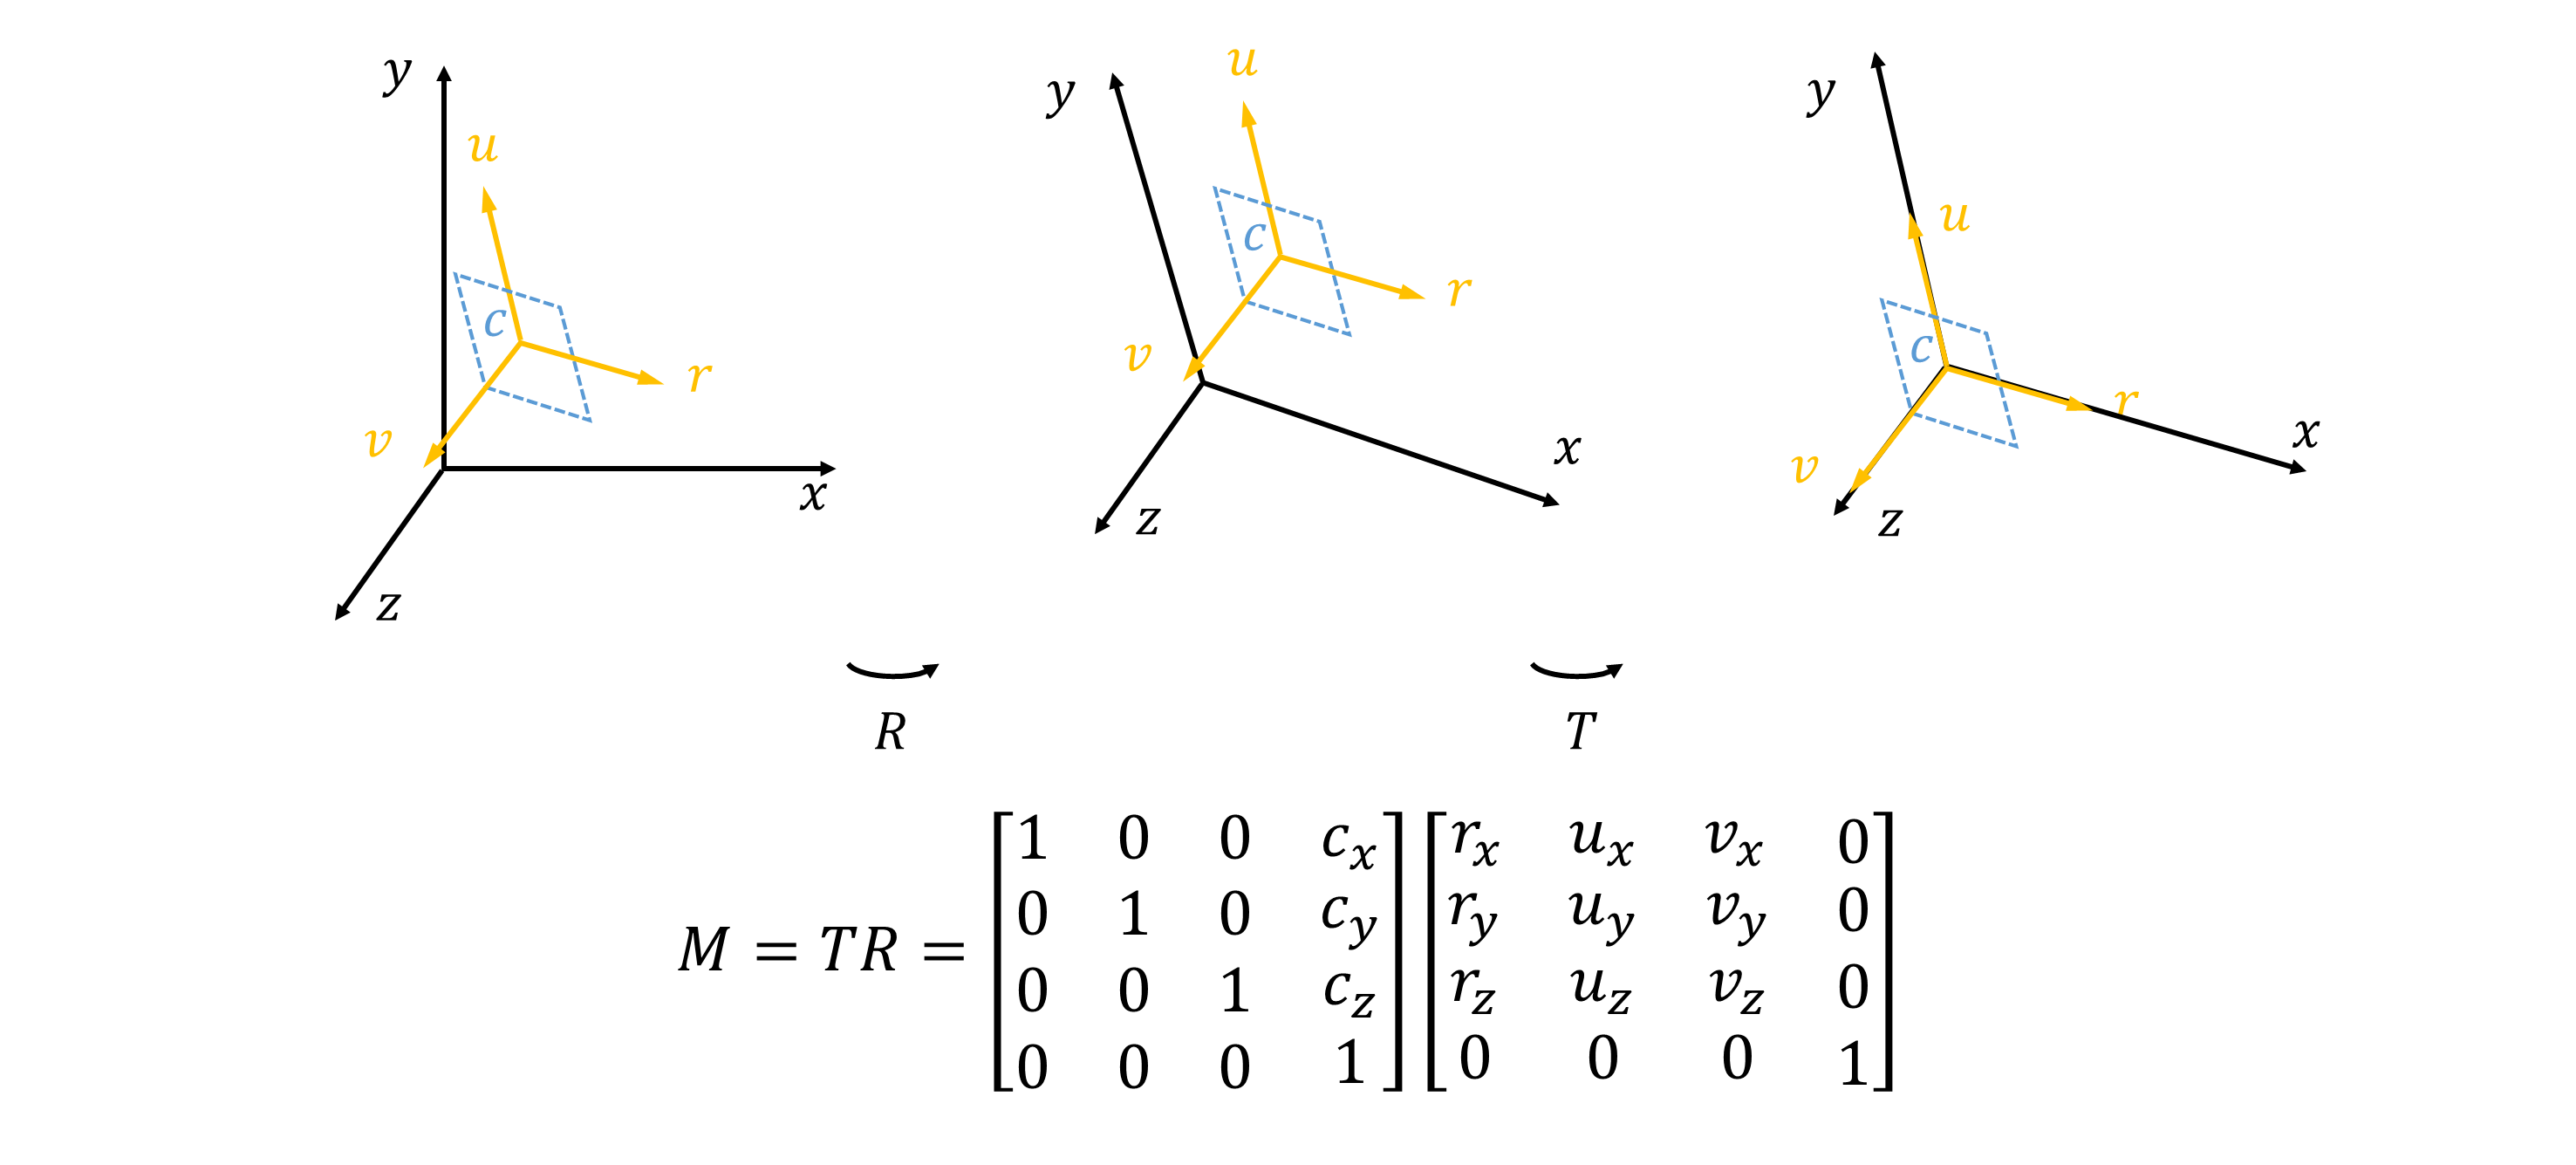 y u c r v x z
y u c r v x z
y u c r v x z
R T
M = TR = [1 0 0 c_x] [r_x u_x v_x 0]
[0 1 0 c_y] [r_y u_y v_y 0]
[0 0 1 c_z] [r_z u_z v_z 0]
[0 0 0 1] [0 0 0 1]